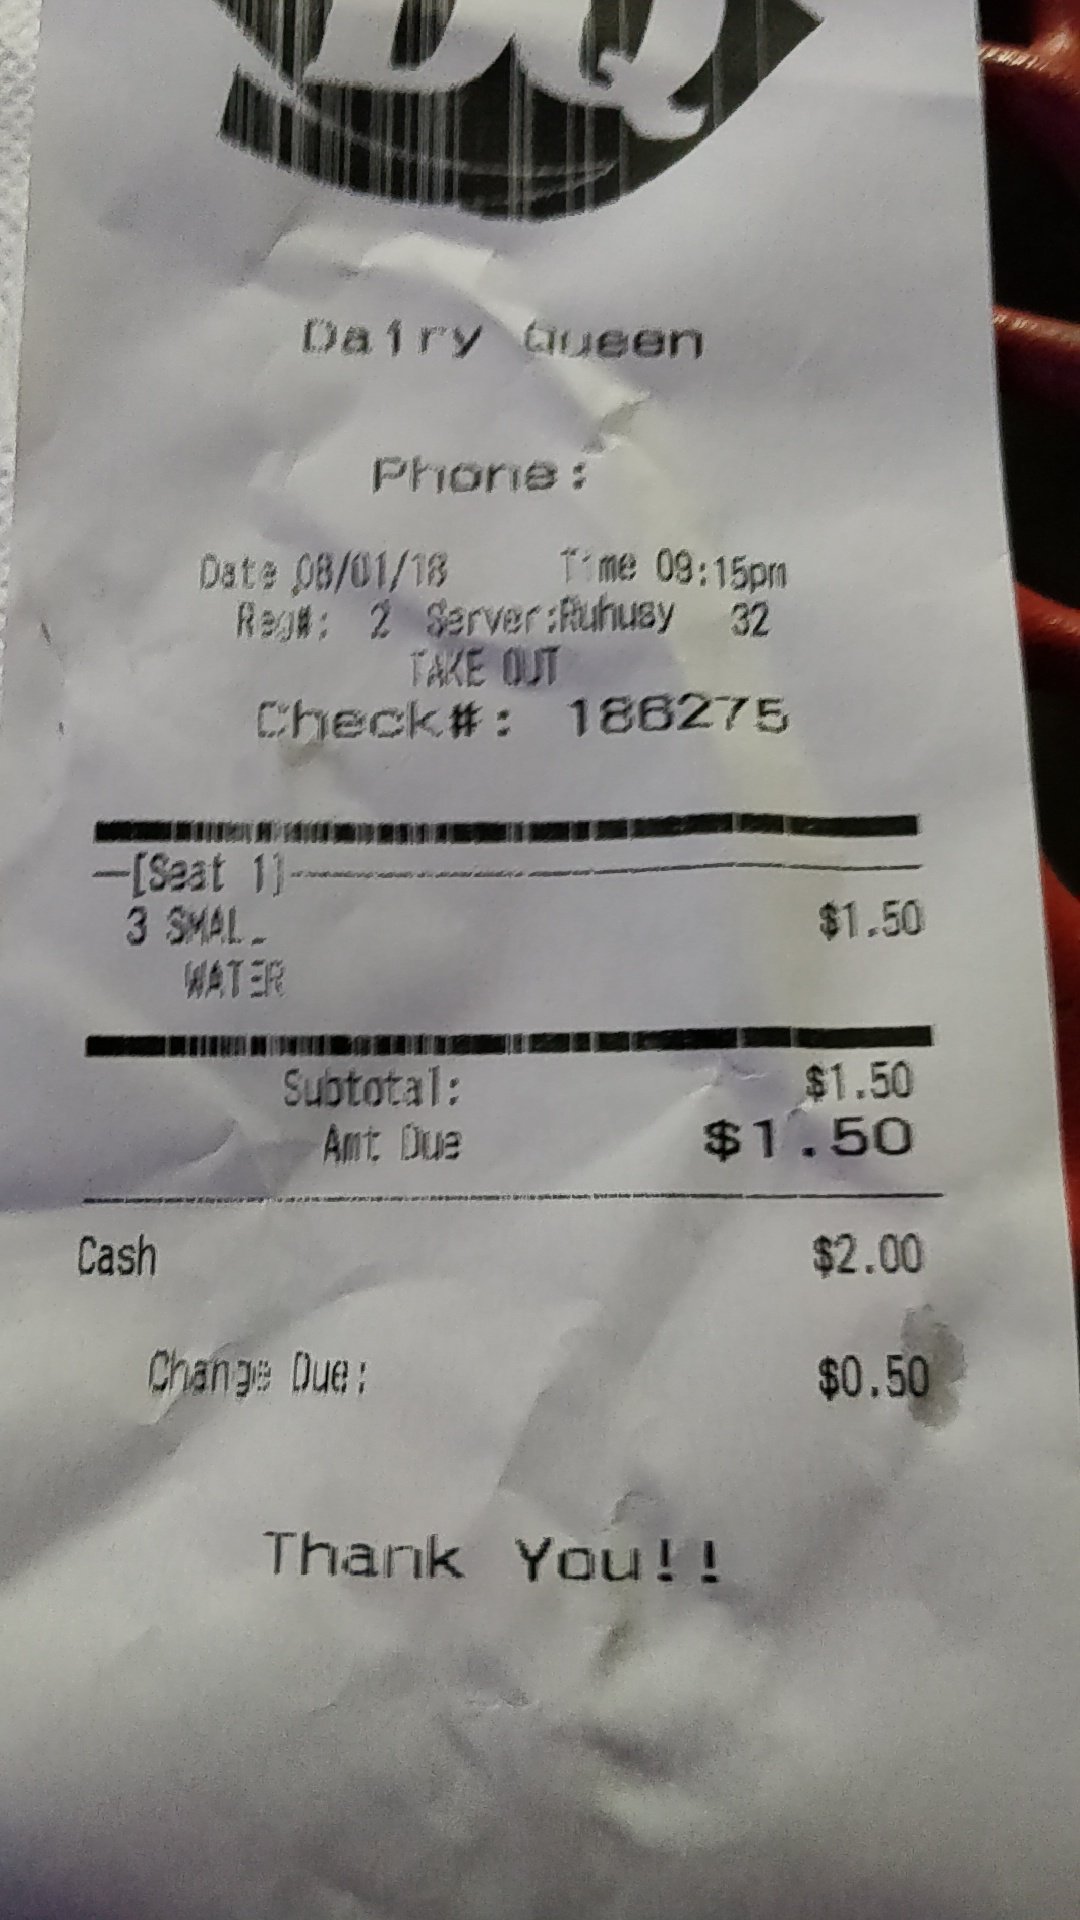 DQ
Dairy Queen
Phone:
Date 08/01/18 Time 09:15pm
Reg#: 2 Server: 32
TAKE OUT
Check#: 186275
[Seat 1]
3 SMALL $1.50
WATER
Subtotal: $1.50
Amt Due $1.50
Cash $2.00
Change Due: $0.50
Thank You!!